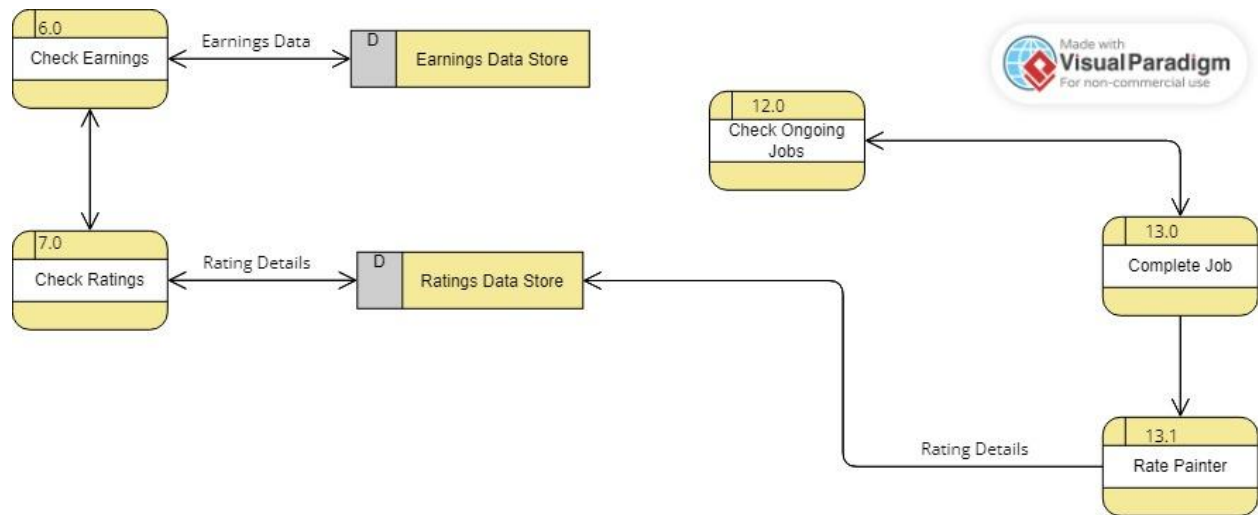 6.0
Check Earnings
Earnings Data
D
Earnings Data Store
Made with
Visual Paradigm
For non-commercial use
12.0
Check Ongoing
Jobs
7.0
Check Ratings
Rating Details
D
Ratings Data Store
13.0
Complete Job
13.1
Rate Painter
Rating Details